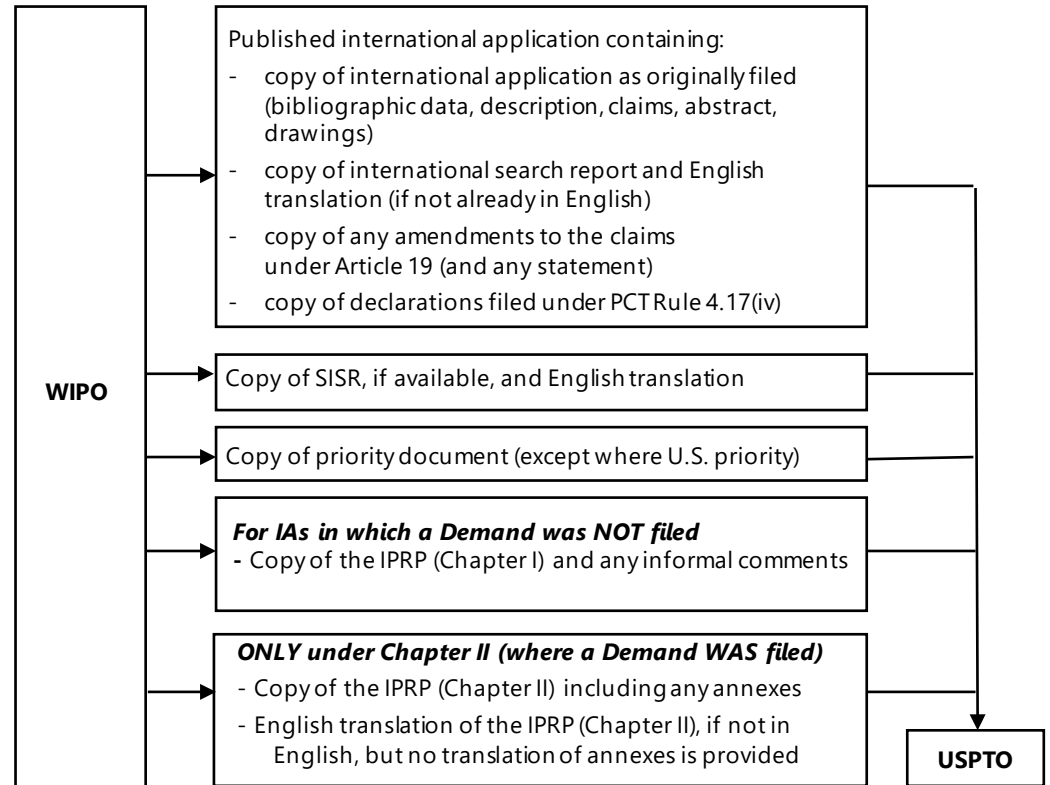 WIPO
Published international application containing:
- copy of international application as originally filed
(bibliographic data, description, claims, abstract,
drawings)
- copy of international search report and English
translation (if not already in English)
- copy of any amendments to the claims
under Article 19 (and any statement)
- copy of declarations filed under PCT Rule 4.17(iv)
Copy of SISR, if available, and English translation
Copy of priority document (except where U.S. priority)
For IAs in which a Demand was NOT filed
- Copy of the IPRP (Chapter I) and any informal comments
ONLY under Chapter II (where a Demand WAS filed)
- Copy of the IPRP (Chapter II) including any annexes
- English translation of the IPRP (Chapter II), if not in
English, but no translation of annexes is provided
USPTO